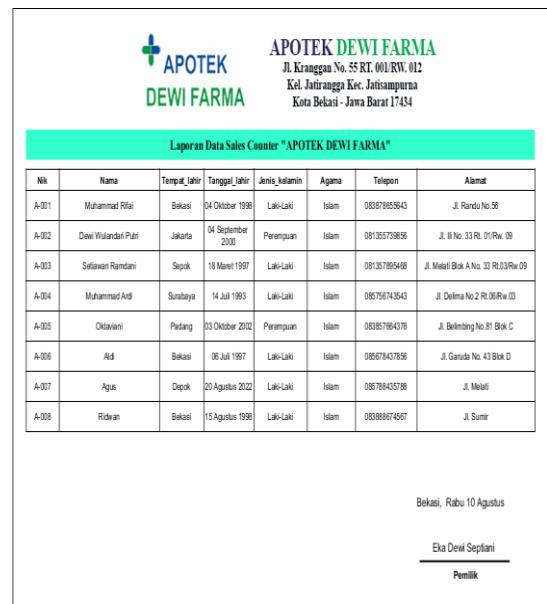 APOTEK
DEWI FARMA
APOTEK DEWI FARMA
Jl. Kranggan No. 55 RT. 001/RW. 012
Kel. Jatirangga Kec. Jatisampurna
Kota Bekasi - Jawa Barat 17434
Laporan Data Sales Counter "APOTEK DEWI FARMA"
Nik Nama Tempat_lahir Tanggal_lahir Jenis_kelamin Agama Telepon Alamat
A-001 Muhammad Rifai Bekasi 04 Oktober 1998 Laki-Laki Islam 083878655643 Jl. Randu No.56
A-002 Dewi Wulandari Putri Jakarta 04 September 2000 Perempuan Islam 081355739856 Jl. Ili No. 33 Rt. 01/Rw. 09
A-003 Setiawan Ramdani Sepok 18 Maret 1997 Laki-Laki Islam 081357895468 Jl. Melati Blok A No. 33 Rt.03/Rw.09
A-004 Muhammad Ardi Surabaya 14 Juli 1993 Laki-Laki Islam 085756743543 Jl. Delima No.2 Rt.06/Rw.03
A-005 Oktaviani Padang 03 Oktober 2002 Perempuan Islam 083857664378 Jl. Belimbing No.81 Blok C
A-006 Aldi Bekasi 06 Juli 1997 Laki-Laki Islam 085678437856 Jl. Garuda No. 43 Blok D
A-007 Agus Depok 20 Agustus 2022 Laki-Laki Islam 085788435788 Jl. Melati
A-008 Ridwan Bekasi 15 Agustus 1998 Laki-Laki Islam 083888674567 Jl. Sumir
Bekasi, Rabu 10 Agustus
Eka Dewi Septiani
Pemilik